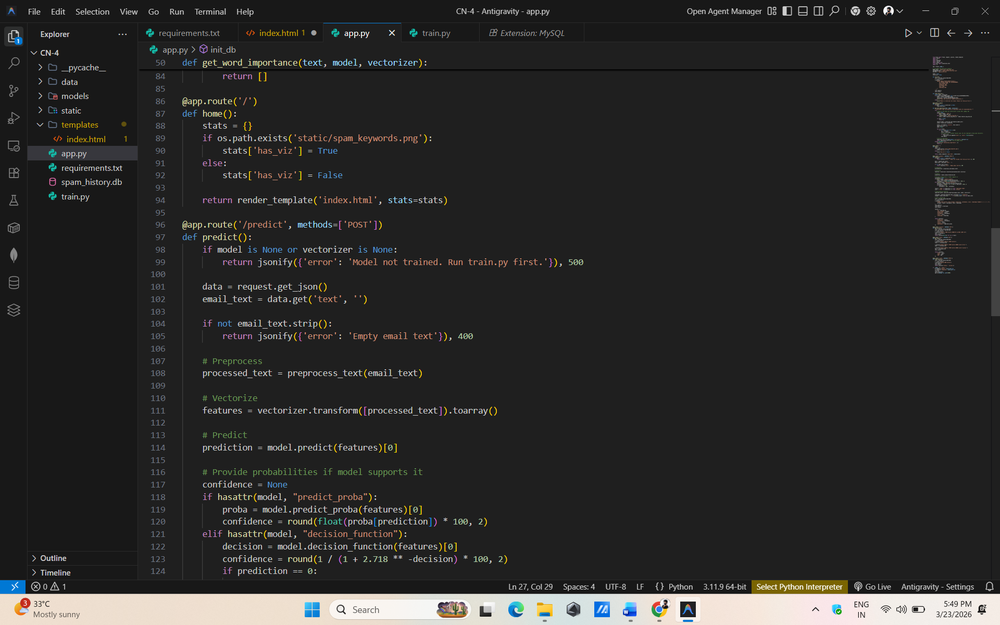 File Edit Selection View Go Run Terminal Help
CN-4 - Antigravity - app.py
Open Agent Manager
Explorer
requirements.txt
index.html 1
app.py
train.py
Extension: MySQL
app.py > init_db
1
CN-4
__pycache__
data
models
static
templates
index.html 1
app.py
requirements.txt
spam_history.db
train.py
Outline
Timeline
50 def get_word_importance(text, model, vectorizer):
84 return []
85
86 @app.route('/')
87 def home():
88 stats = {}
89 if os.path.exists('static/spam_keywords.png'):
90 stats['has_viz'] = True
91 else:
92 stats['has_viz'] = False
93
94 return render_template('index.html', stats=stats)
95
96 @app.route('/predict', methods=['POST'])
97 def predict():
98 if model is None or vectorizer is None:
99 return jsonify({'error': 'Model not trained. Run train.py first.'}), 500
100
101 data = request.get_json()
102 email_text = data.get('text', '')
103
104 if not email_text.strip():
105 return jsonify({'error': 'Empty email text'}), 400
106
107 # Preprocess
108 processed_text = preprocess_text(email_text)
109
110 # Vectorize
111 features = vectorizer.transform([processed_text]).toarray()
112
113 # Predict
114 prediction = model.predict(features)[0]
115
116 # Provide probabilities if model supports it
117 confidence = None
118 if hasattr(model, "predict_proba"):
119 proba = model.predict_proba(features)[0]
120 confidence = round(float(proba[prediction]) * 100, 2)
121 elif hasattr(model, "decision_function"):
122 decision = model.decision_function(features)[0]
123 confidence = round(1 / (1 + 2.718 ** -decision) * 100, 2)
124 if prediction == 0:
0 1
Ln 27, Col 29 Spaces: 4 UTF-8 LF {} Python 3.11.9 64-bit Select Python Interpreter Go Live Antigravity - Settings
3
33°C
Mostly sunny
Search
W
ENG
IN
5:49 PM
3/23/2026